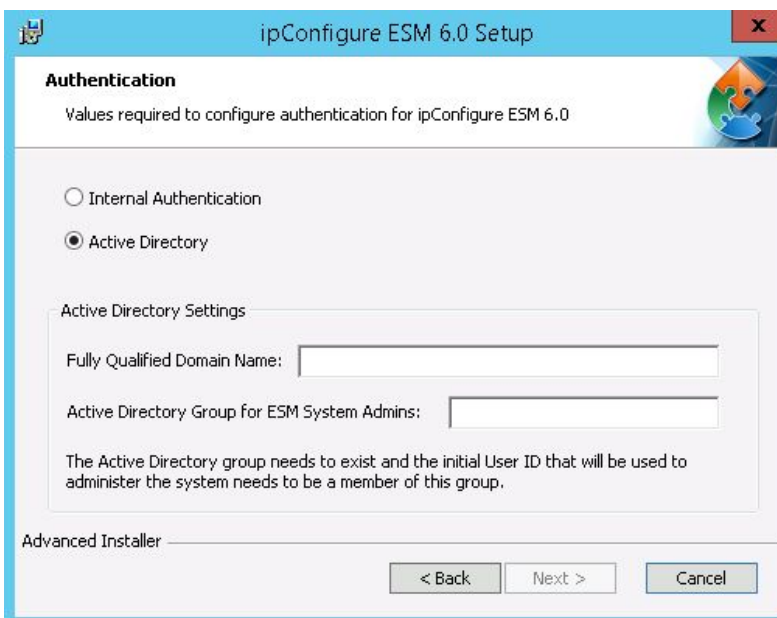 ipConfigure ESM 6.0 Setup
x
Authentication
Values required to configure authentication for ipConfigure ESM 6.0
Internal Authentication
Active Directory
Active Directory Settings
Fully Qualified Domain Name:
Active Directory Group for ESM System Admins:
The Active Directory group needs to exist and the initial User ID that will be used to
administer the system needs to be a member of this group.
Advanced Installer
< Back Next > Cancel